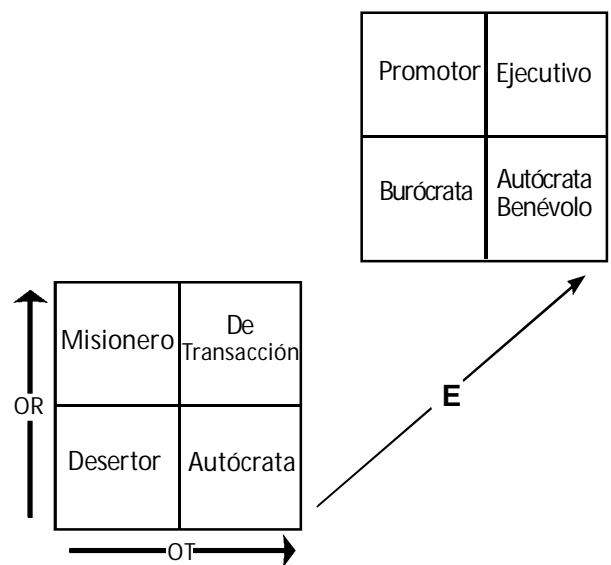 Promotor
Ejecutivo
Burócrata
Autócrata
Benévolo
Misionero
De
Transacción
Desertor
Autócrata
OR
OT
E